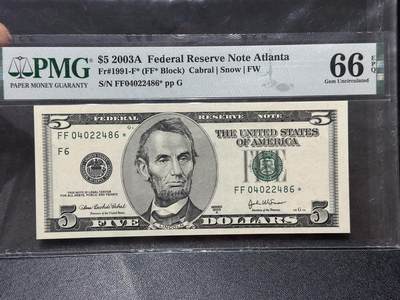 PMG
PAPER MONEY GUARANTY
$5 2003A Federal Reserve Note Atlanta
Fr#1991-F* (FF* Block) Cabral | Snow | FW
S/N FF04022486* pp G
66 EPQ
Gem Uncirculated
FEDERAL RESERVE NOTE
5
5
THE UNITED STATES
OF AMERICA
FF 04022486 *
F6
FF 04022486 *
5
FIVE DOLLARS
5